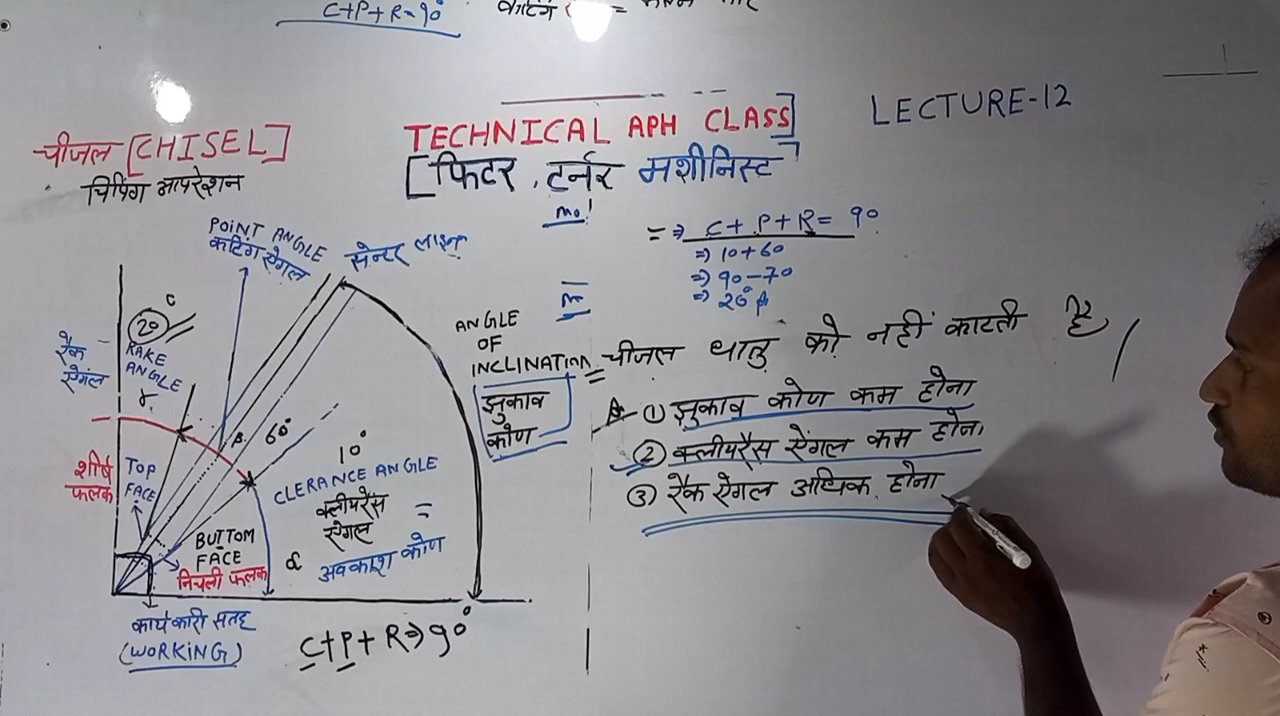 C+P+R=90°
कटिंग
TECHNICAL APH CLASS]
LECTURE-12
चीजल [CHISEL]
चिपिंग आपरेशन
[फिटर, टर्नर मशीनिस्ट
mo!
=> C+P+R= 90
=> 10+60
=> 90-70
=> 20°
POINT ANGLE
कटिंग ऐंगल
सेन्टर लाइन
20
C
RAKE
ANGLE
γ
रैक
ऐगंल
ANGLE
OF
INCLINATION
झुकाव
कोण
= चीजल धातु को नहीं काटती है /
① झुकाव कोण कम होना
② क्लीयरैंस ऐंगल कम होन
③ रैक ऐंगल अधिक होना
β 60°
10°
CLERANCE ANGLE
क्लीयरैंस =
ऐंगल
अवकाश कोण
α
शीर्ष
फलक
TOP
FACE
BUTTOM
FACE
निचली फलक
कार्यकारी सतह
(WORKING)
C+P+R=>90°